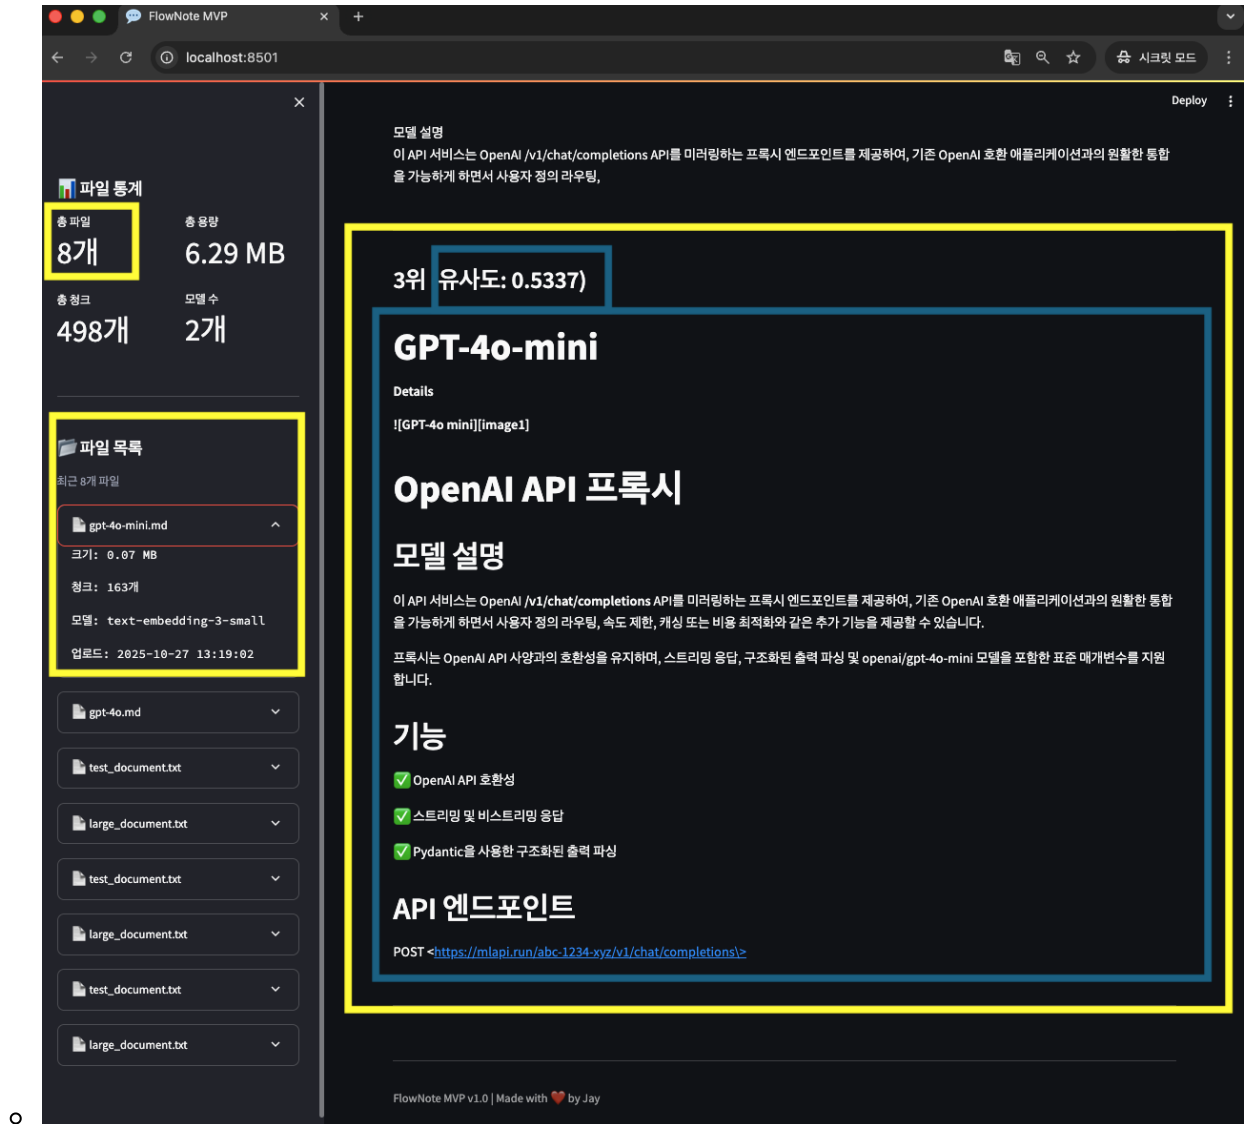 FlowNote MVP
localhost:8501
시크릿 모드
Deploy
📊 파일 통계
총 파일
총 용량
8개
6.29 MB
총 청크
모델 수
498개
2개
📂 파일 목록
최근 8개 파일
gpt-4o-mini.md
크기: 0.07 MB
청크: 163개
모델: text-embedding-3-small
업로드: 2025-10-27 13:19:02
gpt-4o.md
test_document.txt
large_document.txt
test_document.txt
large_document.txt
test_document.txt
large_document.txt
모델 설명
이 API 서비스는 OpenAI /v1/chat/completions API를 미러링하는 프록시 엔드포인트를 제공하여, 기존 OpenAI 호환 애플리케이션과의 원활한 통합
을 가능하게 하면서 사용자 정의 라우팅,
3위 유사도: 0.5337)
GPT-4o-mini
Details
![GPT-4o mini][image1]
OpenAI API 프록시
모델 설명
이 API 서비스는 OpenAI /v1/chat/completions API를 미러링하는 프록시 엔드포인트를 제공하여, 기존 OpenAI 호환 애플리케이션과의 원활한 통합
을 가능하게 하면서 사용자 정의 라우팅, 속도 제한, 캐싱 또는 비용 최적화와 같은 추가 기능을 제공할 수 있습니다.
프록시는 OpenAI API 사양과의 호환성을 유지하며, 스트리밍 응답, 구조화된 출력 파싱 및 openai/gpt-4o-mini 모델을 포함한 표준 매개변수를 지원
합니다.
기능
✅ OpenAI API 호환성
✅ 스트리밍 및 비스트리밍 응답
✅ Pydantic을 사용한 구조화된 출력 파싱
API 엔드포인트
POST <https://mlapi.run/abc-1234-xyz/v1/chat/completions\>
FlowNote MVP v1.0 | Made with ❤️ by Jay